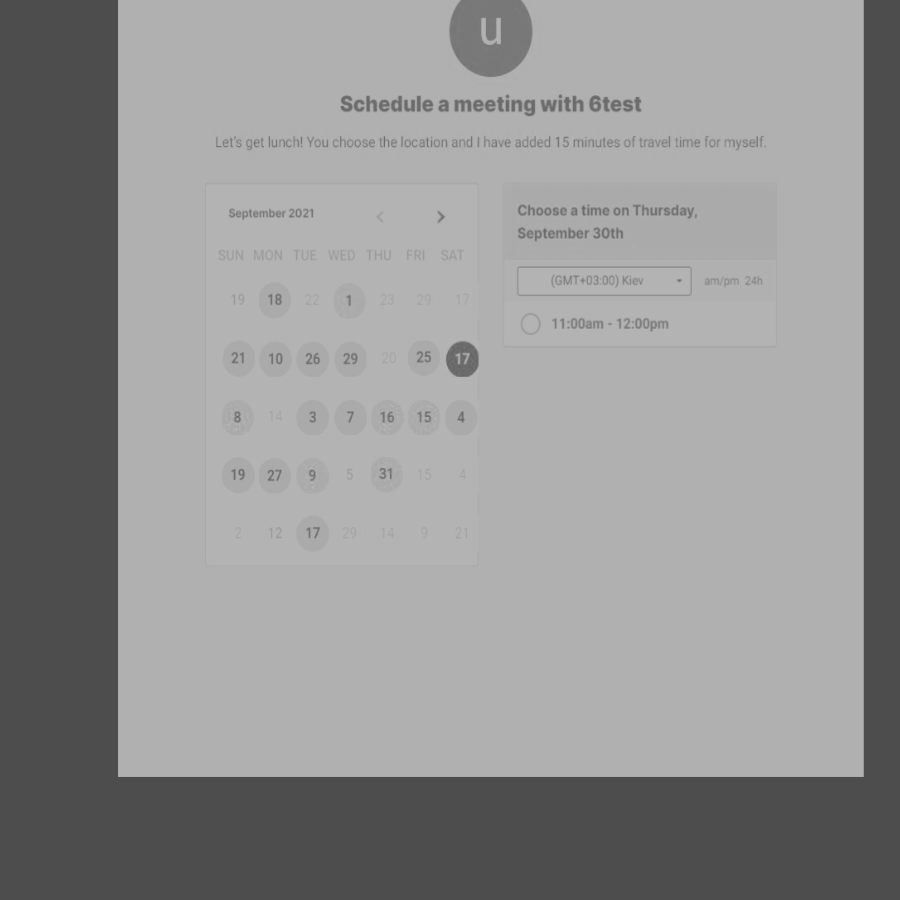 u
Schedule a meeting with 6test
Let's get lunch! You choose the location and I have added 15 minutes of travel time for myself.
September 2021
SUN MON TUE WED THU FRI SAT
19 18 22 1 23 29 17
21 10 26 29 20 25 17
8 14 3 7 16 15 4
19 27 9 5 31 15 4
2 12 17 29 14 9 21
Choose a time on Thursday,
September 30th
(GMT+03:00) Kiev am/pm 24h
11:00am - 12:00pm